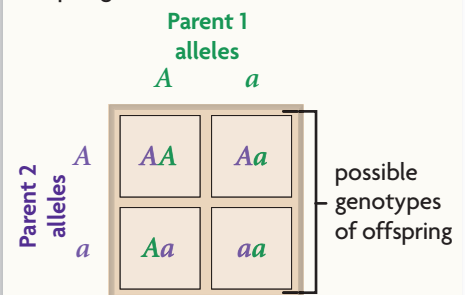 Parent 1
alleles
A a
Parent 2
alleles
A
a
AA Aa
Aa aa
possible
genotypes
of offspring